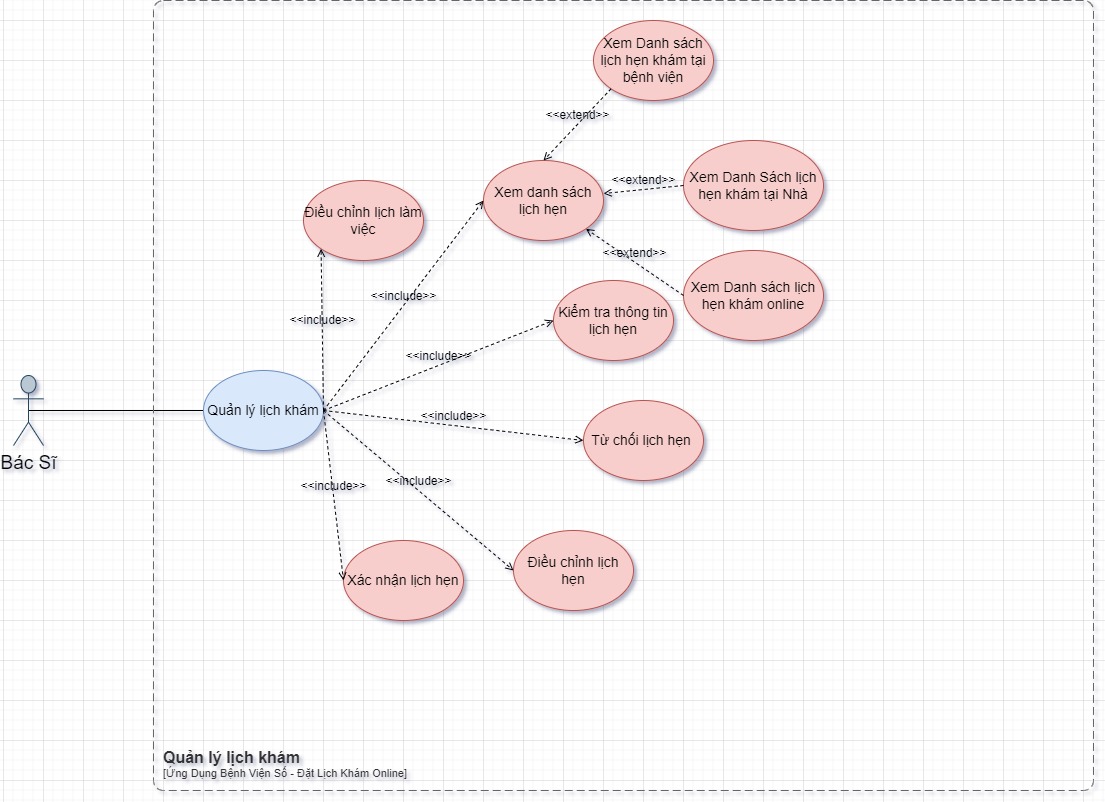 Xem Danh sách
lịch hẹn khám tại
bệnh viện
<<extend>>
Xem danh sách
lịch hẹn
<<extend>>
Xem Danh Sách lịch
hẹn khám tại Nhà
Điều chỉnh lịch làm
việc
<<extend>>
Xem Danh sách lịch
hẹn khám online
<<include>>
<<include>>
Kiểm tra thông tin
lịch hẹn
<<include>>
Quản lý lịch khám
<<include>>
Từ chối lịch hẹn
Bác Sĩ
<<include>>
<<include>>
Xác nhận lịch hẹn
Điều chỉnh lịch
hẹn
Quản lý lịch khám
[Ứng Dung Bệnh Viện Số - Đặt Lịch Khám Online]